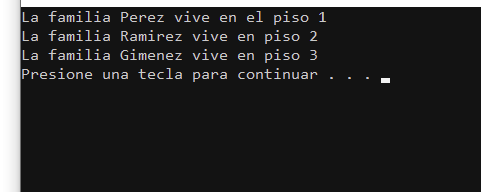 La familia Perez vive en el piso 1
La familia Ramirez vive en piso 2
La familia Gimenez vive en piso 3
Presione una tecla para continuar . . .